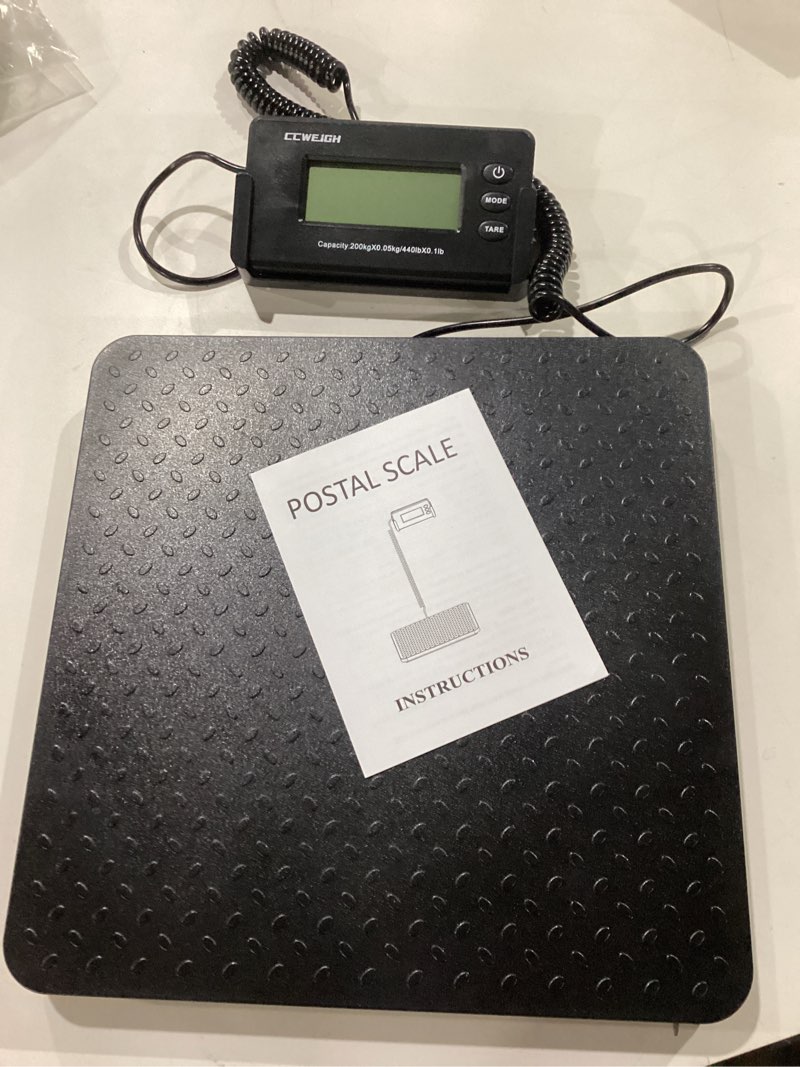 CCWEIGH
MODE
TARE
Capacity:200kgX0.05kg/440lbX0.1lb
POSTAL SCALE
INSTRUCTIONS